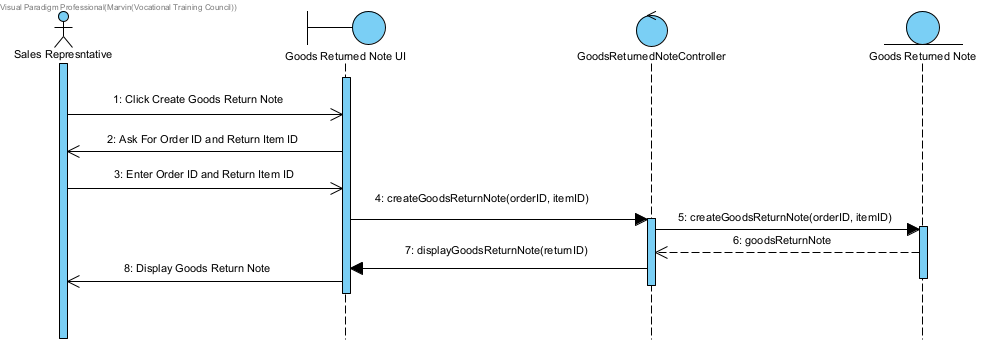 Visual Paradigm Professional(Marvin(Vocational Training Council))
Sales Represntative
Goods Returned Note UI
GoodsReturnedNoteController
Goods Returned Note
1: Click Create Goods Return Note
2: Ask For Order ID and Return Item ID
3: Enter Order ID and Return Item ID
4: createGoodsReturnNote(orderID, itemID)
5: createGoodsReturnNote(orderID, itemID)
6: goodsReturnNote
7: displayGoodsReturnNote(returnID)
8: Display Goods Return Note